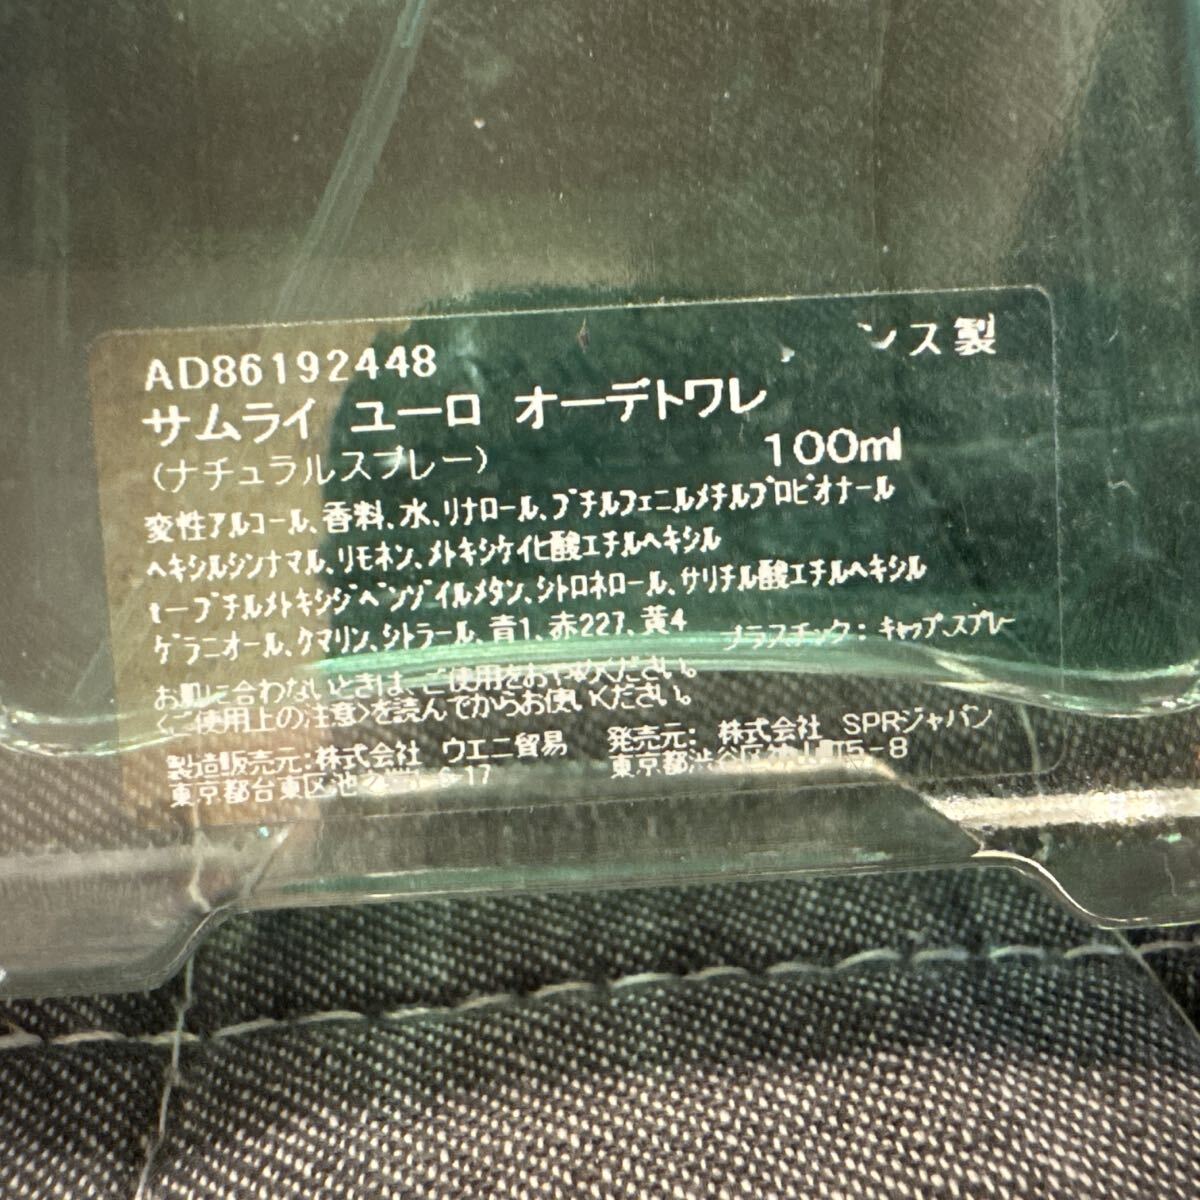 ンス製
AD86192448
サムライ ユーロ オーデトワレ
(ナチュラルスプレー) 100ml
変性アルコール、香料、水、リナロール、ブチルフェニルメチルプロピオナール
ヘキシルシンナマル、リモネン、メトキシケイヒ酸エチルヘキシル
t-ブチルメトキシジベンゾイルメタン、シトロネロール、サリチル酸エチルヘキシル
ゲラニオール、クマリン、シトラール、青1、赤227、黄4
プラスチック: キャップ、スプレー
お肌に合わないときは、ご使用をおやめください。
<ご使用上の注意>を読んでからお使いください。
製造販売元:株式会社 ウエニ貿易
東京都台東区池
発売元: 株式会社 SPRジャパン
東京都渋谷区 5-8